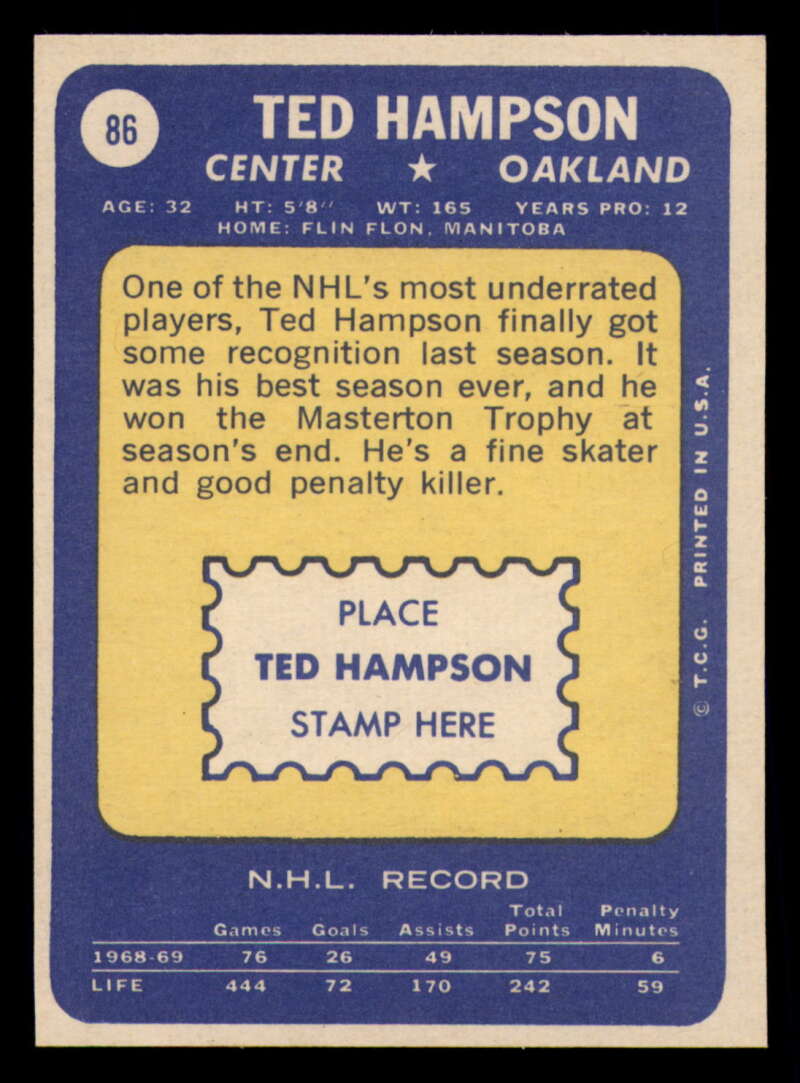 86
TED HAMPSON
CENTER ★ OAKLAND
AGE: 32 HT: 5'8" WT: 165 YEARS PRO: 12
HOME: FLIN FLON, MANITOBA
One of the NHL's most underrated
players, Ted Hampson finally got
some recognition last season. It
was his best season ever, and he
won the Masterton Trophy at
season's end. He's a fine skater
and good penalty killer.
PLACE
TED HAMPSON
STAMP HERE
© T.C.G. PRINTED IN U.S.A.
N.H.L. RECORD
Total Penalty
Games Goals Assists Points Minutes
1968-69 76 26 49 75 6
LIFE 444 72 170 242 59